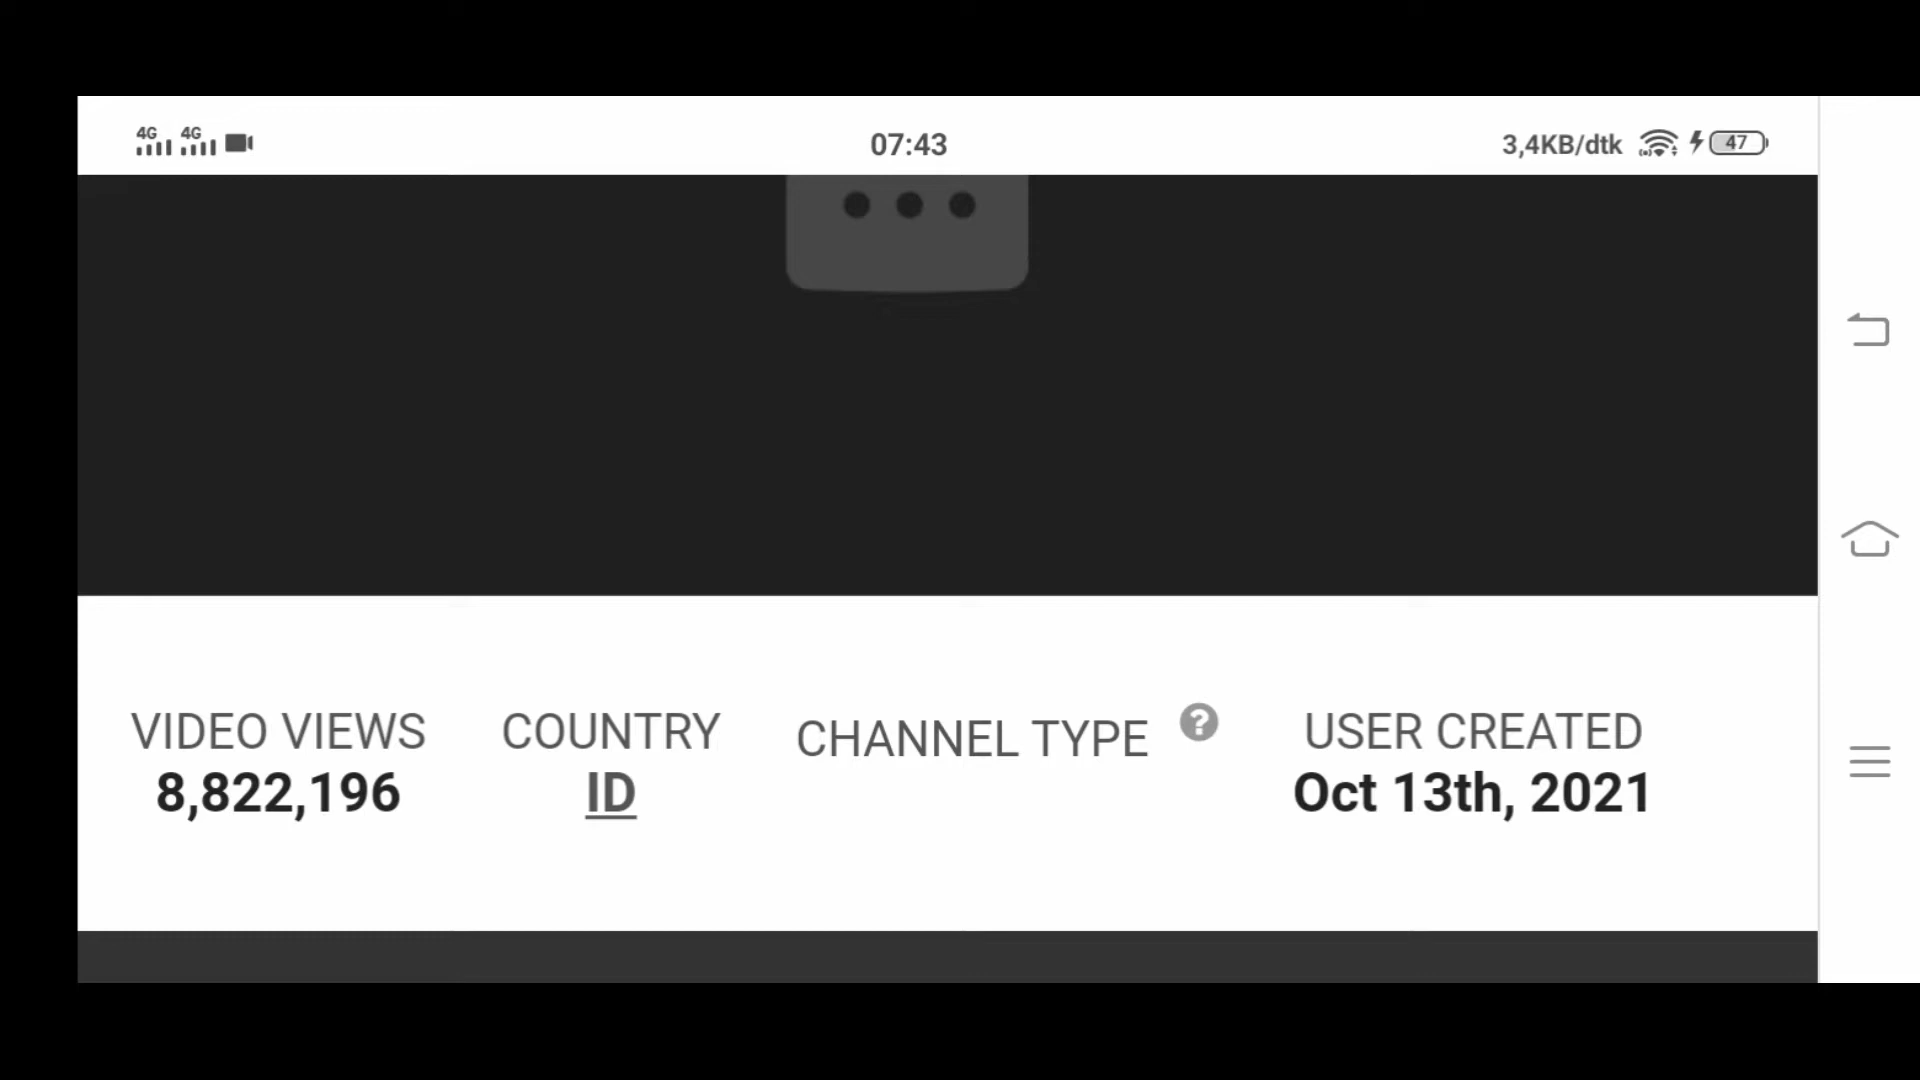 4G 4G 07:43 3,4KB/dtk 47
VIDEO VIEWS COUNTRY CHANNEL TYPE ? USER CREATED
8,822,196 ID Oct 13th, 2021